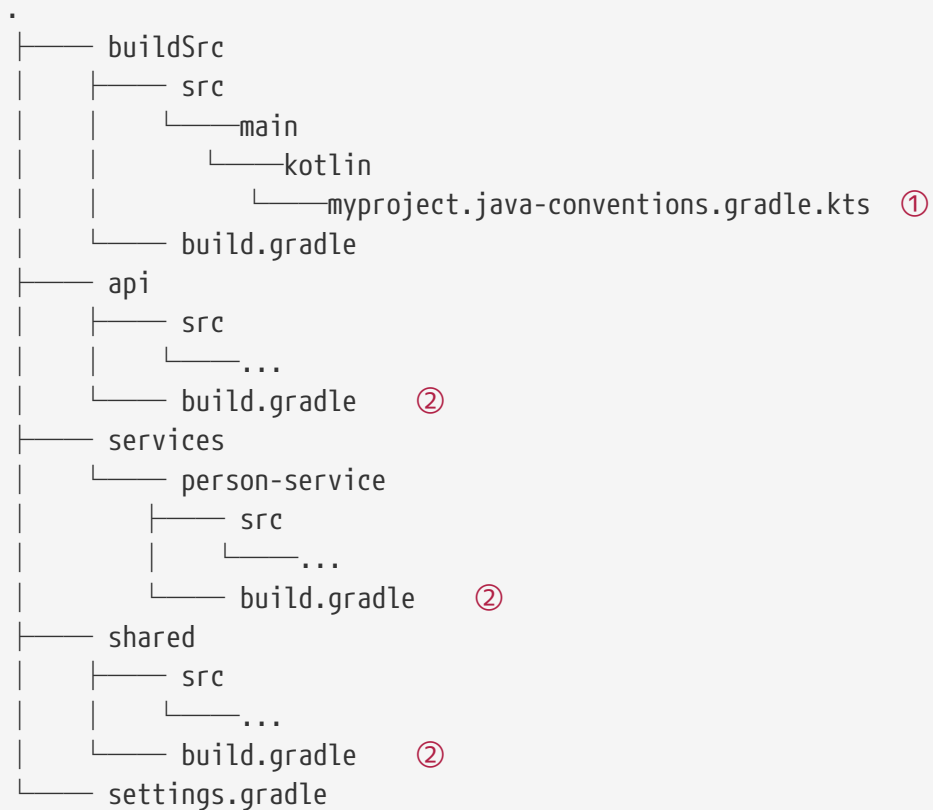 .
├── buildSrc
│   ├── src
│   │   └──main
│   │      └──kotlin
│   │         └──myproject.java-conventions.gradle.kts ①
│   └── build.gradle
├── api
│   ├── src
│   │   └──...
│   └── build.gradle ②
├── services
│   └── person-service
│       ├── src
│       │   └──...
│       └── build.gradle ②
├── shared
│   ├── src
│   │   └──...
│   └── build.gradle ②
└── settings.gradle